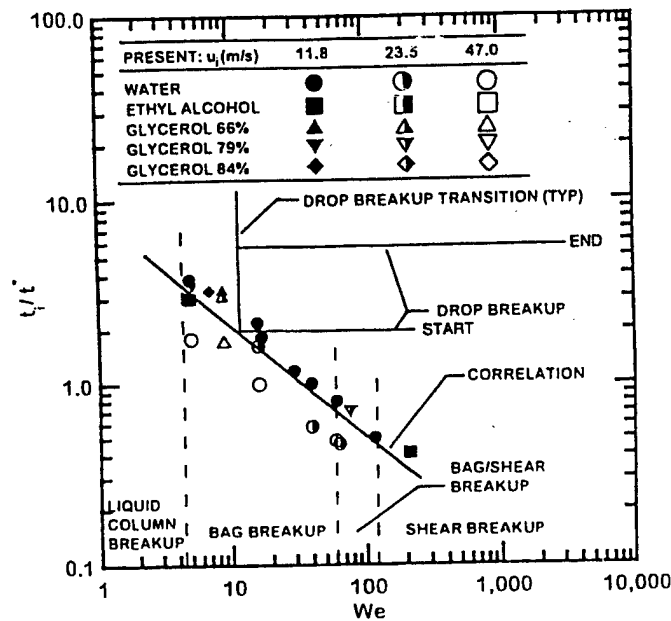 100.0
PRESENT: uj(m/s) 11.8 23.5 47.0
WATER
ETHYL ALCOHOL
GLYCEROL 66%
GLYCEROL 79%
GLYCEROL 84%
10.0
DROP BREAKUP TRANSITION (TYP)
END
DROP BREAKUP
START
ti/t*
1.0
CORRELATION
BAG/SHEAR
BREAKUP
LIQUID
COLUMN
BREAKUP
BAG BREAKUP
SHEAR BREAKUP
0.1
1 10 100 1,000 10,000
We